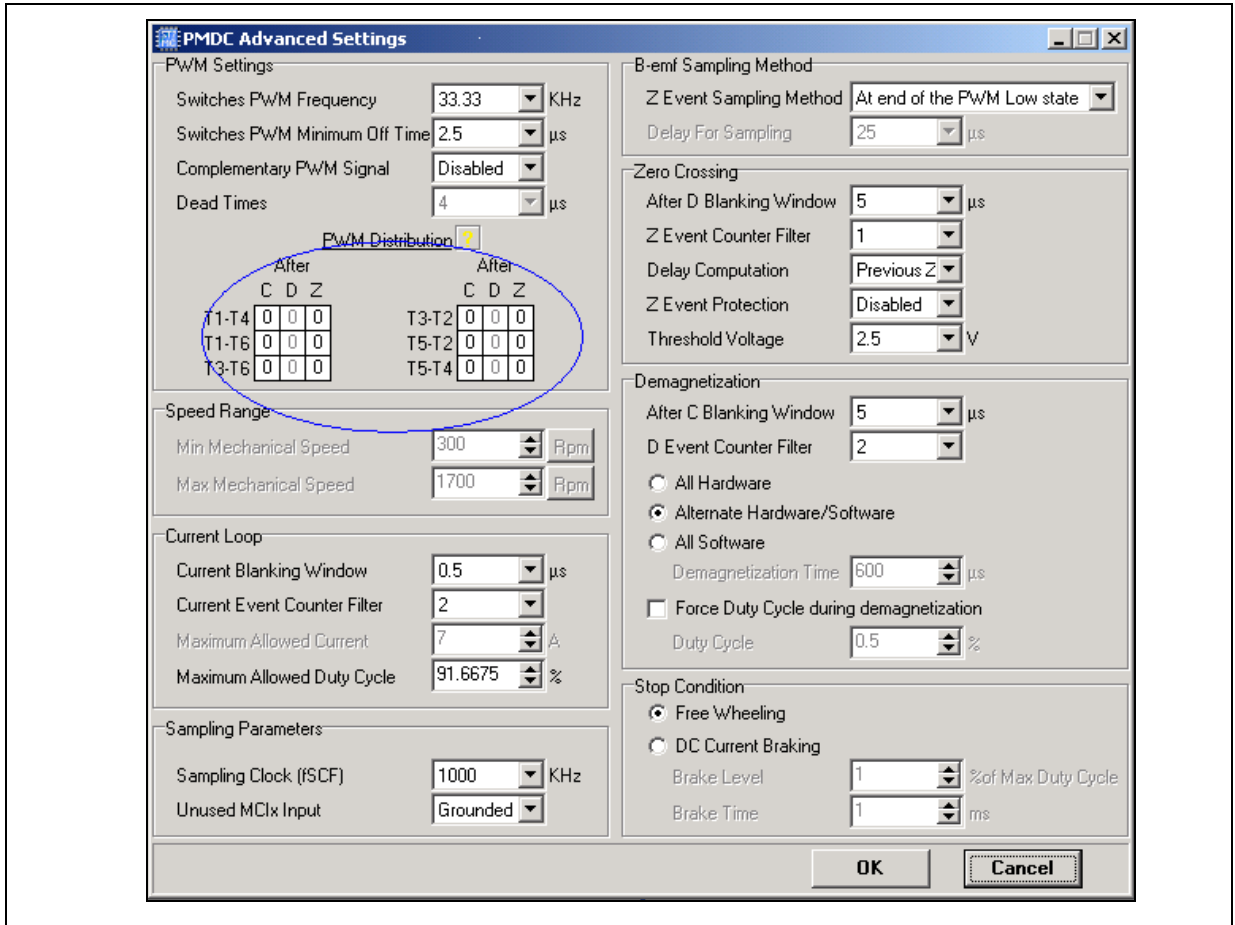 PMDC Advanced Settings
PWM Settings
Switches PWM Frequency 33.33 KHz
Switches PWM Minimum Off Time 2.5 µs
Complementary PWM Signal Disabled
Dead Times 4 µs
PWM Distribution ?
After After
C D Z C D Z
T1-T4 0 0 0 T3-T2 0 0 0
T1-T6 0 0 0 T5-T2 0 0 0
T3-T6 0 0 0 T5-T4 0 0 0
Speed Range
Min Mechanical Speed 300 Rpm
Max Mechanical Speed 1700 Rpm
Current Loop
Current Blanking Window 0.5 µs
Current Event Counter Filter 2
Maximum Allowed Current 7 A
Maximum Allowed Duty Cycle 91.6675 %
Sampling Parameters
Sampling Clock (fSCF) 1000 KHz
Unused MCIx Input Grounded
B-emf Sampling Method
Z Event Sampling Method At end of the PWM Low state
Delay For Sampling 25 µs
Zero Crossing
After D Blanking Window 5 µs
Z Event Counter Filter 1
Delay Computation Previous Z
Z Event Protection Disabled
Threshold Voltage 2.5 V
Demagnetization
After C Blanking Window 5 µs
D Event Counter Filter 2
All Hardware
Alternate Hardware/Software
All Software
Demagnetization Time 600 µs
Force Duty Cycle during demagnetization
Duty Cycle 0.5 %
Stop Condition
Free Wheeling
DC Current Braking
Brake Level 1 %of Max Duty Cycle
Brake Time 1 ms
OK Cancel